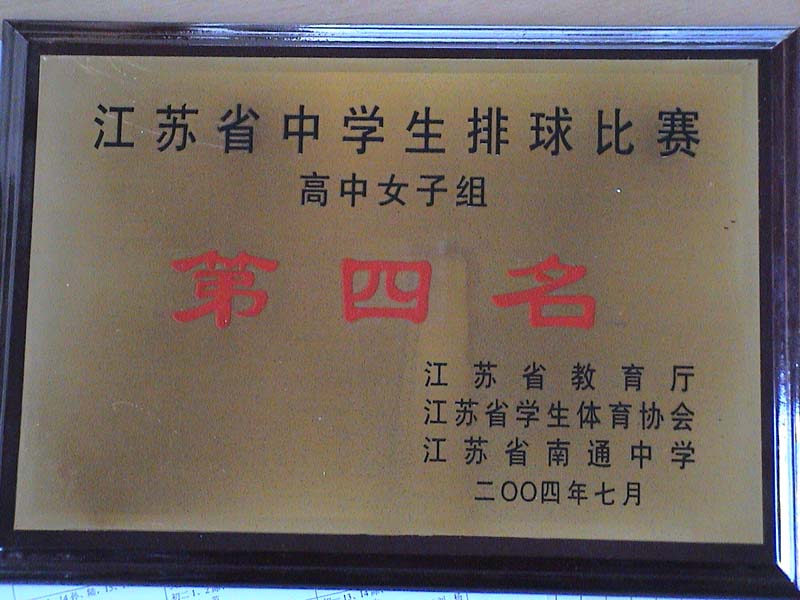 江苏省中学生排球比赛
高中女子组
第四名
江苏省教育厅
江苏省学生体育协会
江苏省南通中学
二〇〇四年七月